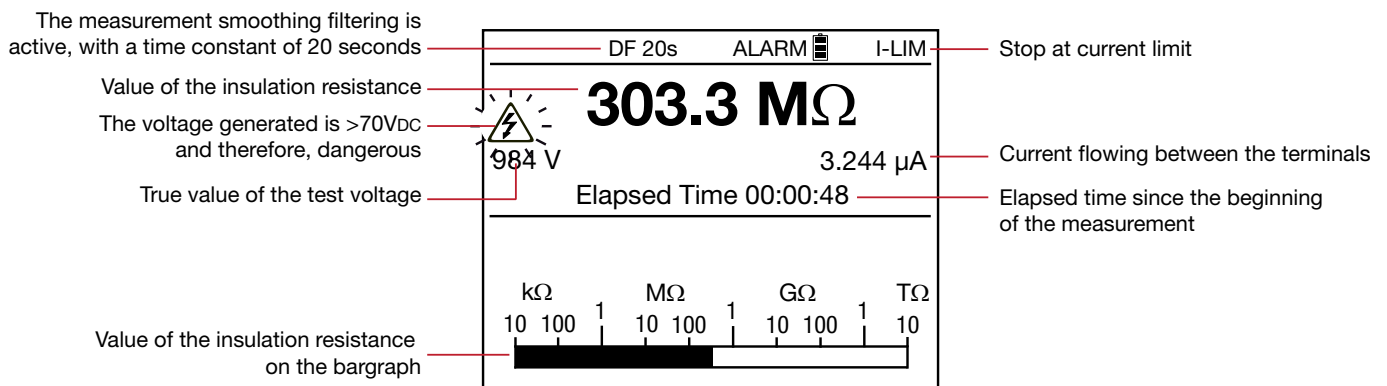 The measurement smoothing filtering is
active, with a time constant of 20 seconds
DF 20s ALARM I-LIM
Stop at current limit
Value of the insulation resistance
303.3 MΩ
The voltage generated is >70VDC
and therefore, dangerous
984 V
3.244 µA
Current flowing between the terminals
True value of the test voltage
Elapsed Time 00:00:48
Elapsed time since the beginning
of the measurement
kΩ MΩ GΩ TΩ
10 100 1 10 100 1 10 100 1 10
Value of the insulation resistance
on the bargraph